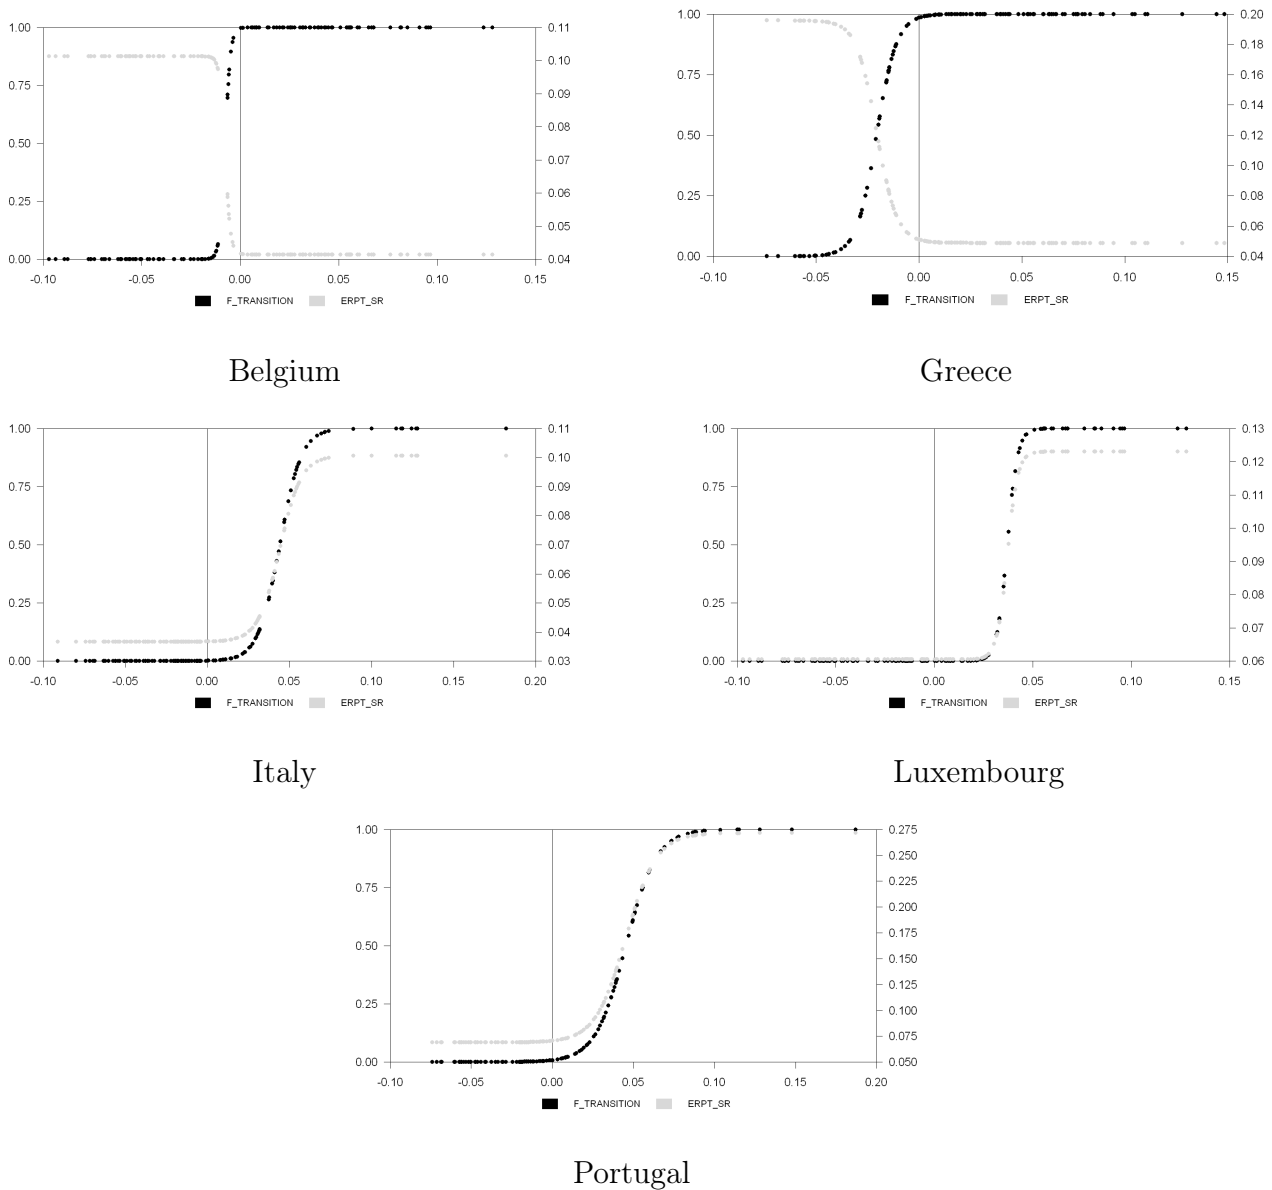 1.00 0.11
0.10
0.75 0.09
0.08
0.50 0.07
0.06
0.25 0.05
0.00 0.04
-0.10 -0.05 0.00 0.05 0.10 0.15
F_TRANSITION ERPT_SR
Belgium
1.00 0.20
0.18
0.75 0.16
0.14
0.50 0.12
0.10
0.25 0.08
0.06
0.00 0.04
-0.10 -0.05 0.00 0.05 0.10 0.15
F_TRANSITION ERPT_SR
Greece
1.00 0.11
0.10
0.75 0.09
0.08
0.50 0.07
0.06
0.25 0.05
0.04
0.00 0.03
-0.10 -0.05 0.00 0.05 0.10 0.15 0.20
F_TRANSITION ERPT_SR
Italy
1.00 0.13
0.12
0.75 0.11
0.10
0.50 0.09
0.08
0.25 0.07
0.00 0.06
-0.10 -0.05 0.00 0.05 0.10 0.15
F_TRANSITION ERPT_SR
Luxembourg
1.00 0.275
0.250
0.75 0.225
0.200
0.175
0.50 0.150
0.125
0.25 0.100
0.075
0.00 0.050
-0.10 -0.05 0.00 0.05 0.10 0.15 0.20
F_TRANSITION ERPT_SR
Portugal